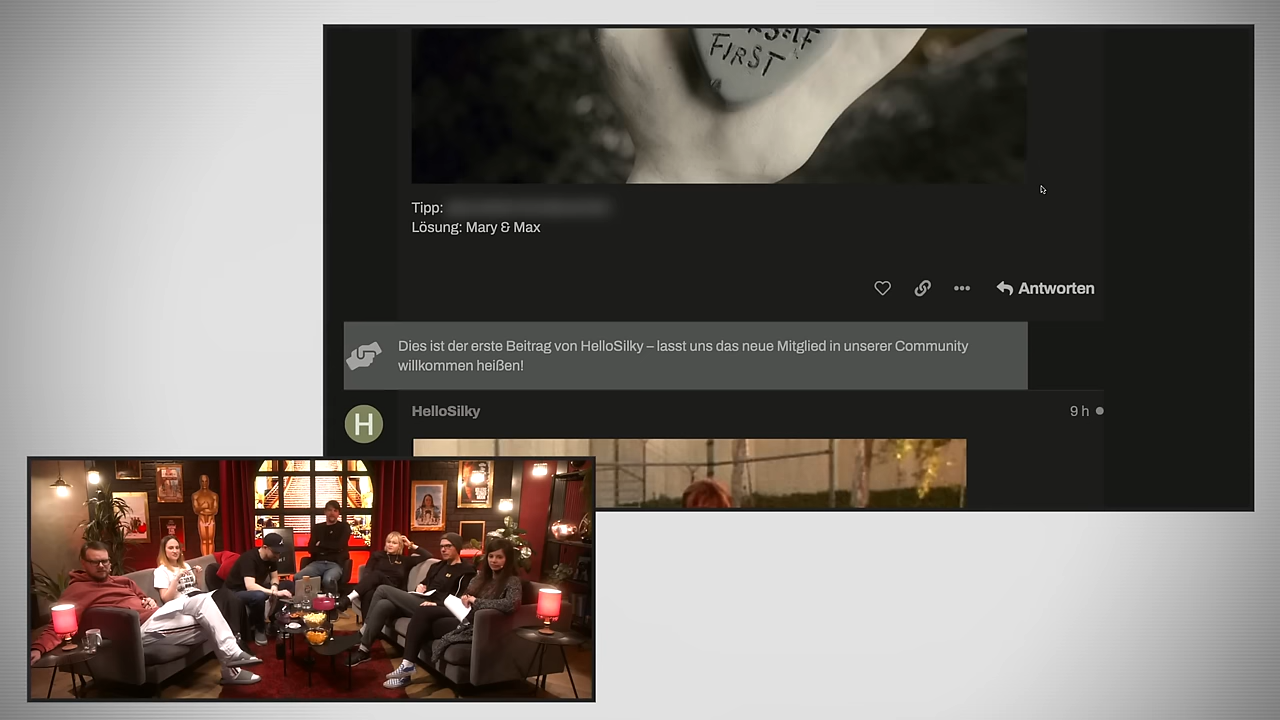 FIRST
Tipp:
Lösung: Mary & Max
Antworten
Dies ist der erste Beitrag von HelloSilky – lasst uns das neue Mitglied in unserer Community
willkommen heißen!
H
HelloSilky
9 h